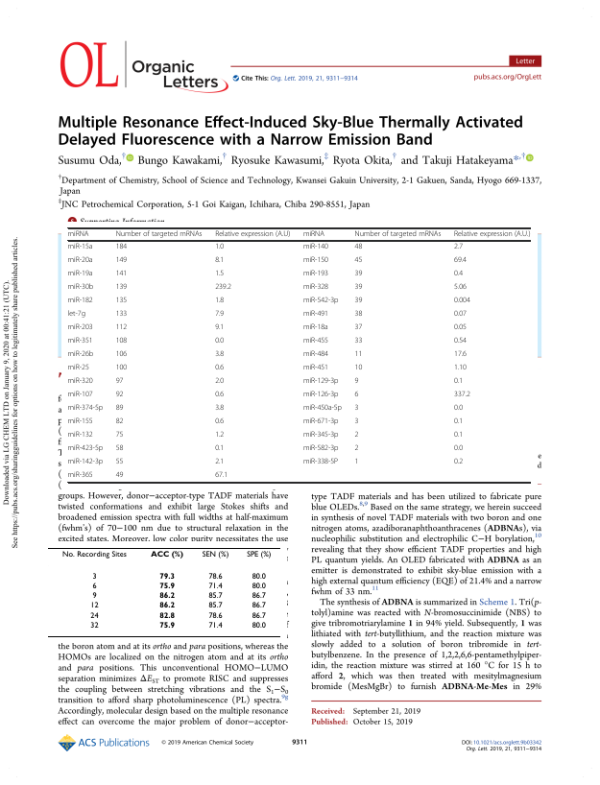 OL Organic Letters
Cite This: Org. Lett. 2019, 21, 9311−9314
Letter
pubs.acs.org/OrgLett
Multiple Resonance Effect-Induced Sky-Blue Thermally Activated
Delayed Fluorescence with a Narrow Emission Band
Susumu Oda,† Bungo Kawakami,† Ryosuke Kawasumi,‡ Ryota Okita,† and Takuji Hatakeyama*,†
†Department of Chemistry, School of Science and Technology, Kwansei Gakuin University, 2-1 Gakuen, Sanda, Hyogo 669-1337,
Japan
‡JNC Petrochemical Corporation, 5-1 Goi Kaigan, Ichihara, Chiba 290-8551, Japan
Supporting Information
miRNA Number of targeted mRNAs Relative expression (A.U) miRNA Number of targeted mRNAs Relative expression (A.U.)
miR-15a 184 1.0 miR-140 48 2.7
miR-20a 149 8.1 miR-150 45 69.4
miR-19a 141 1.5 miR-193 39 0.4
miR-30b 139 239.2 miR-328 39 5.06
miR-182 135 1.8 miR-542-3p 39 0.004
let-7g 133 7.9 miR-491 38 0.07
miR-203 112 9.1 miR-18a 37 0.05
miR-351 108 0.0 miR-455 33 0.54
miR-26b 106 3.8 miR-484 11 17.6
miR-25 100 0.6 miR-451 10 1.10
miR-320 97 2.0 miR-129-3p 9 0.1
miR-107 92 0.6 miR-126-3p 6 337.2
miR-374-5p 89 3.8 miR-450a-5p 3 0.0
miR-155 82 0.6 miR-671-3p 3 0.1
miR-132 75 1.2 miR-345-3p 2 0.1
miR-423-5p 58 0.1 miR-582-3p 2 0.0
miR-142-3p 55 2.1 miR-338-5P 1 0.2
miR-365 49 67.1
groups. However, donor−acceptor-type TADF materials have
twisted conformations and exhibit large Stokes shifts and
broadened emission spectra with full widths at half-maximum
(fwhm's) of 70−100 nm due to structural relaxation in the
excited states. Moreover, low color purity necessitates the use
No. Recording Sites ACC (%) SEN (%) SPE (%)
3 79.3 78.6 80.0
6 75.9 71.4 80.0
9 86.2 85.7 86.7
12 86.2 85.7 86.7
24 82.8 78.6 86.7
32 75.9 71.4 80.0
the boron atom and at its ortho and para positions, whereas the
HOMOs are localized on the nitrogen atom and at its ortho
and para positions. This unconventional HOMO−LUMO
separation minimizes ΔEST to promote RISC and suppresses
the coupling between stretching vibrations and the S1−S0
transition to afford sharp photoluminescence (PL) spectra.9g
Accordingly, molecular design based on the multiple resonance
effect can overcome the major problem of donor−acceptor-
type TADF materials and has been utilized to fabricate pure
blue OLEDs.8,9 Based on the same strategy, we herein succeed
in synthesis of novel TADF materials with two boron and one
nitrogen atoms, azadiboranaphthoanthracenes (ADBNAs), via
nucleophilic substitution and electrophilic C−H borylation,10
revealing that they show efficient TADF properties and high
PL quantum yields. An OLED fabricated with ADBNA as an
emitter is demonstrated to exhibit sky-blue emission with a
high external quantum efficiency (EQE) of 21.4% and a narrow
fwhm of 33 nm.11
The synthesis of ADBNA is summarized in Scheme 1. Tri(p-
tolyl)amine was reacted with N-bromosuccinimide (NBS) to
give tribromotriarylamine 1 in 94% yield. Subsequently, 1 was
lithiated with tert-butyllithium, and the reaction mixture was
slowly added to a solution of boron tribromide in tert-
butylbenzene. In the presence of 1,2,2,6,6-pentamethylpiper-
idin, the reaction mixture was stirred at 160 °C for 15 h to
afford 2, which was then treated with mesitylmagnesium
bromide (MesMgBr) to furnish ADBNA-Me-Mes in 29%
Received: September 21, 2019
Published: October 15, 2019
ACS Publications
© 2019 American Chemical Society
9311
DOI: 10.1021/acs.orglett.9b03342
Org. Lett. 2019, 21, 9311−9314
Downloaded via LG CHEM LTD on January 9, 2020 at 00:41:21 (UTC).
See https://pubs.acs.org/sharingguidelines for options on how to legitimately share published articles.